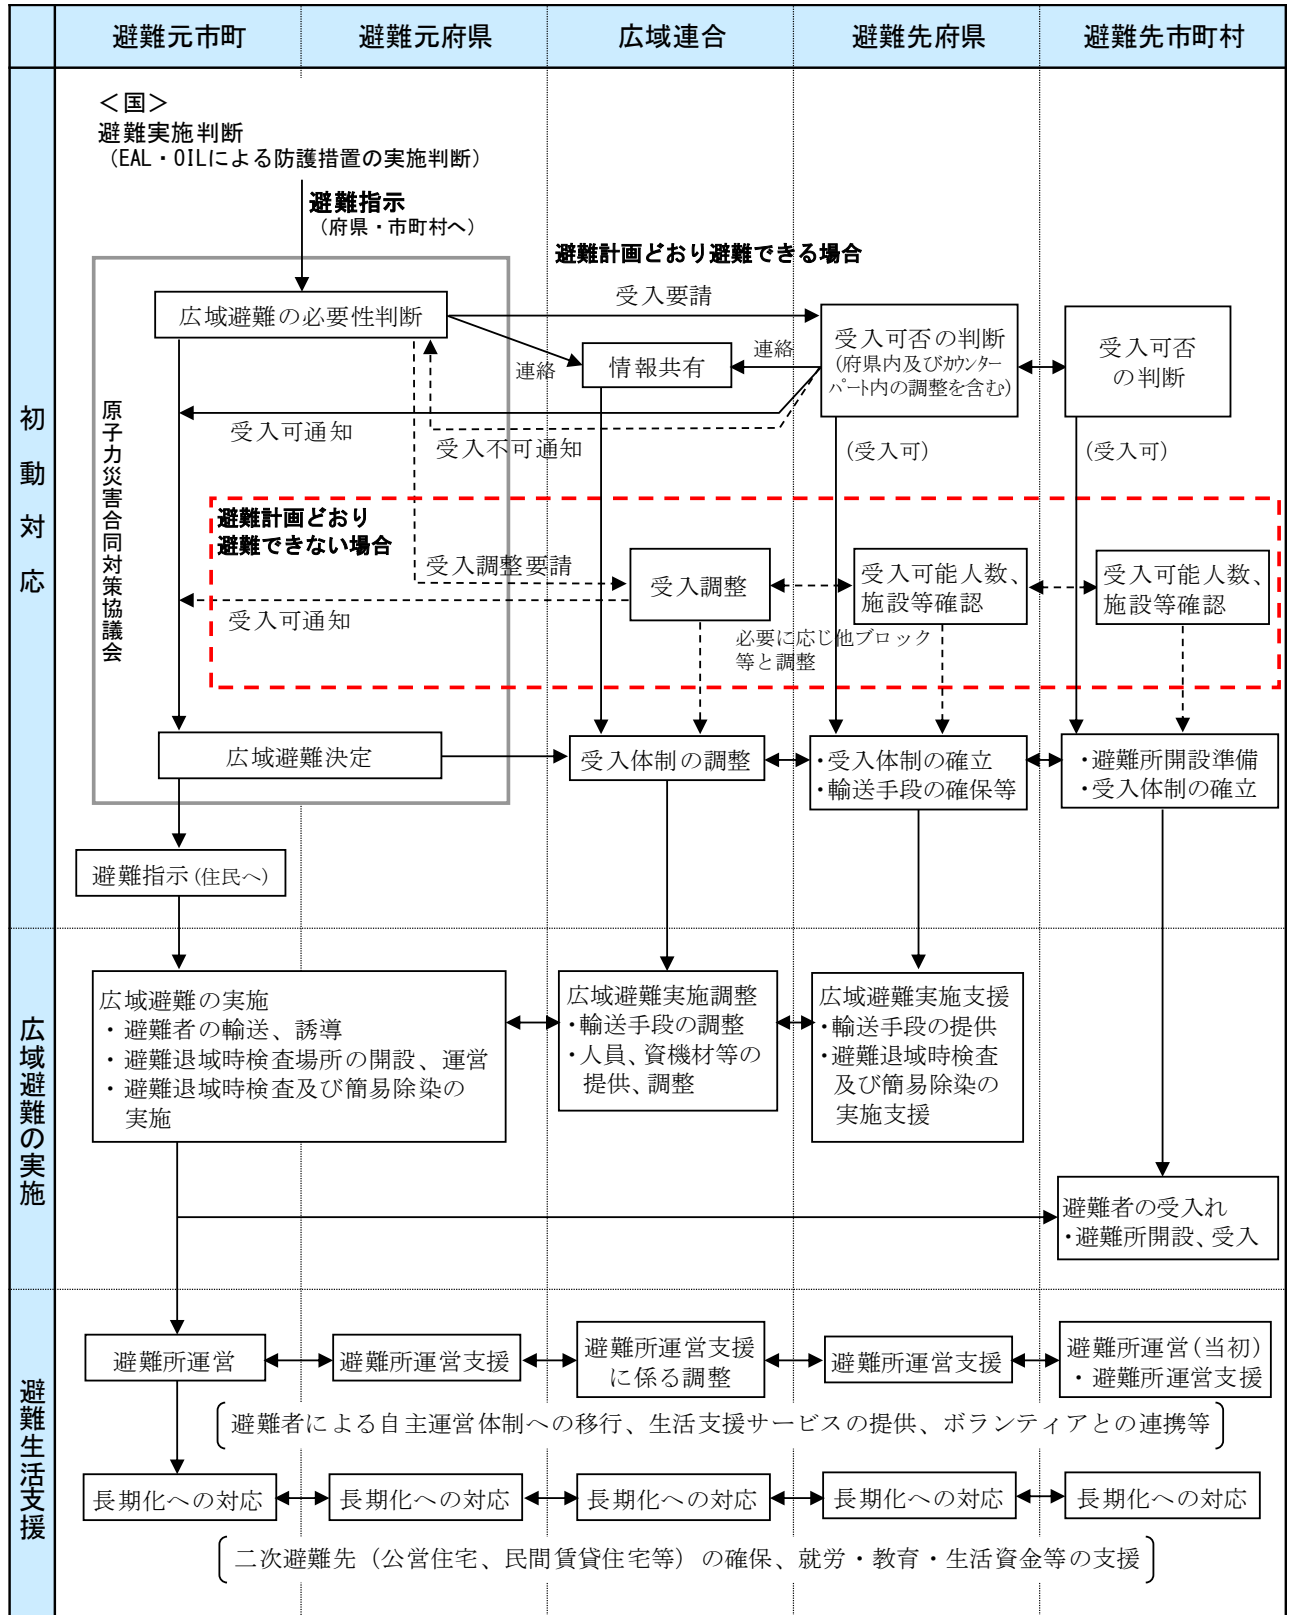 避難元市町
避難元府県
広域連合
避難先府県
避難先市町村
初動対応
＜国＞
避難実施判断
（EAL・OILによる防護措置の実施判断）
避難指示
（府県・市町村へ）
避難計画どおり避難できる場合
原子力災害合同対策協議会
広域避難の必要性判断
受入要請
連絡
情報共有
連絡
受入可否の判断
(府県内及びカウンター
パート内の調整を含む)
受入可否
の判断
受入可通知
受入不可通知
(受入可)
(受入可)
避難計画どおり
避難できない場合
受入調整要請
受入可通知
受入調整
受入可能人数、
施設等確認
受入可能人数、
施設等確認
必要に応じ他ブロック
等と調整
広域避難決定
受入体制の調整
・受入体制の確立
・輸送手段の確保等
・避難所開設準備
・受入体制の確立
避難指示(住民へ)
広域避難の実施
広域避難の実施
・避難者の輸送、誘導
・避難退域時検査場所の開設、運営
・避難退域時検査及び簡易除染の
実施
広域避難実施調整
・輸送手段の調整
・人員、資機材等の
提供、調整
広域避難実施支援
・輸送手段の提供
・避難退域時検査
及び簡易除染の
実施支援
避難者の受入れ
・避難所開設、受入
避難生活支援
避難所運営
避難所運営支援
避難所運営支援
に係る調整
避難所運営支援
避難所運営(当初)
・避難所運営支援
避難者による自主運営体制への移行、生活支援サービスの提供、ボランティアとの連携等
長期化への対応
長期化への対応
長期化への対応
長期化への対応
長期化への対応
二次避難先（公営住宅、民間賃貸住宅等）の確保、就労・教育・生活資金等の支援